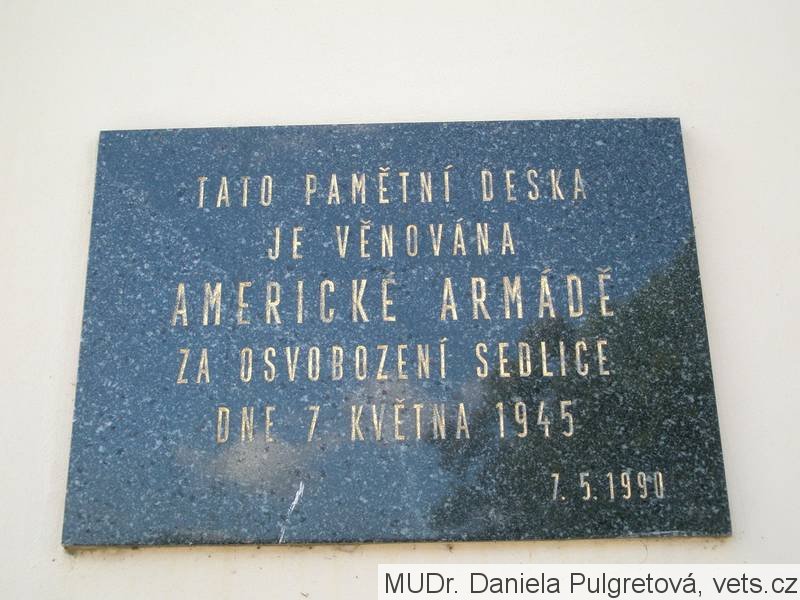 TATO PAMĚTNÍ DESKA
JE VĚNOVÁNA
AMERICKÉ ARMÁDĚ
ZA OSVOBOZENÍ SEDLICE
DNE 7. KVĚTNA 1945
7.5.1990
MUDr. Daniela Pulgretová, vets.cz